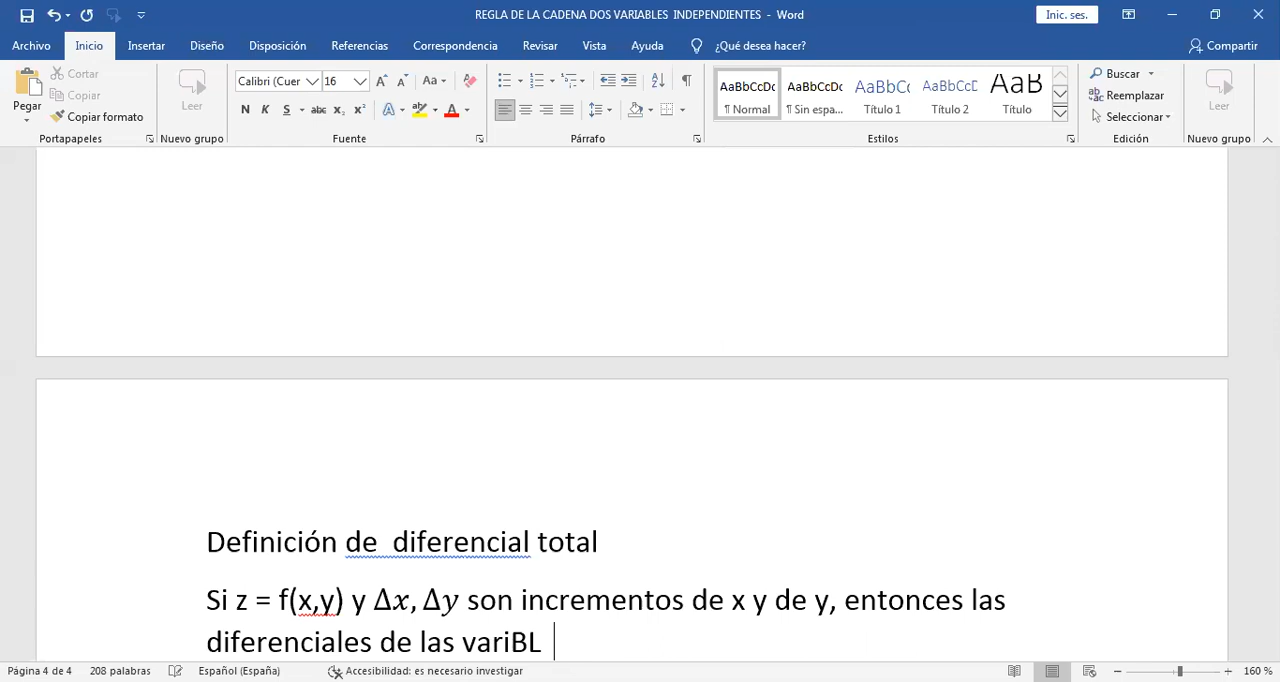 REGLA DE LA CADENA DOS VARIABLES INDEPENDIENTES - Word
Inic. ses.
Archivo Inicio Insertar Diseño Disposición Referencias Correspondencia Revisar Vista Ayuda ¿Qué desea hacer? Compartir
Pegar Cortar Copiar Copiar formato
Portapapeles
Leer
Nuevo grupo
Calibri (Cuer 16
Fuente
Párrafo
AaBbCcDc ¶ Normal
AaBbCcDc ¶ Sin espa...
AaBbCc Título 1
AaBbCcD Título 2
AaB Título
Estilos
Buscar
Reemplazar
Seleccionar
Edición
Leer
Nuevo grupo
Definición de diferencial total
Si z = f(x,y) y Δx, Δy son incrementos de x y de y, entonces las
diferenciales de las variBL
Página 4 de 4 208 palabras Español (España) Accesibilidad: es necesario investigar 160 %